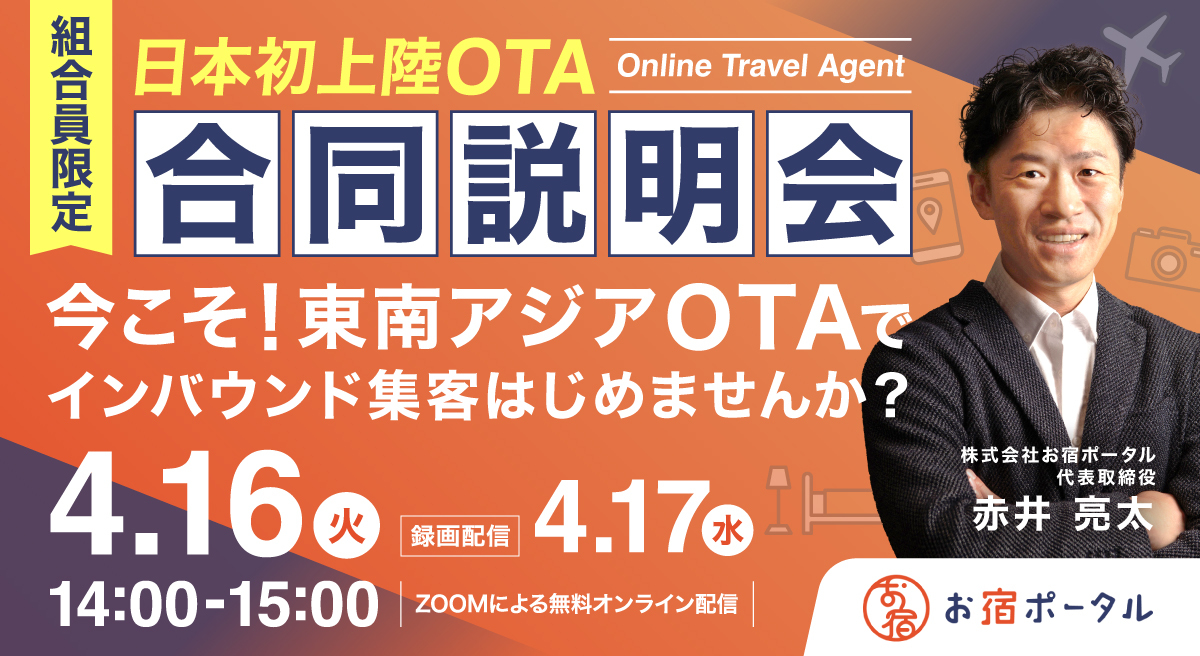 組合員限定
日本初上陸OTA
Online Travel Agent
合同説明会
今こそ！東南アジアOTAで
インバウンド集客はじめませんか？
4.16 火
録画配信
4.17 水
14:00-15:00
ZOOMによる無料オンライン配信
株式会社お宿ポータル
代表取締役
赤井 亮太
お宿
お宿ポータル